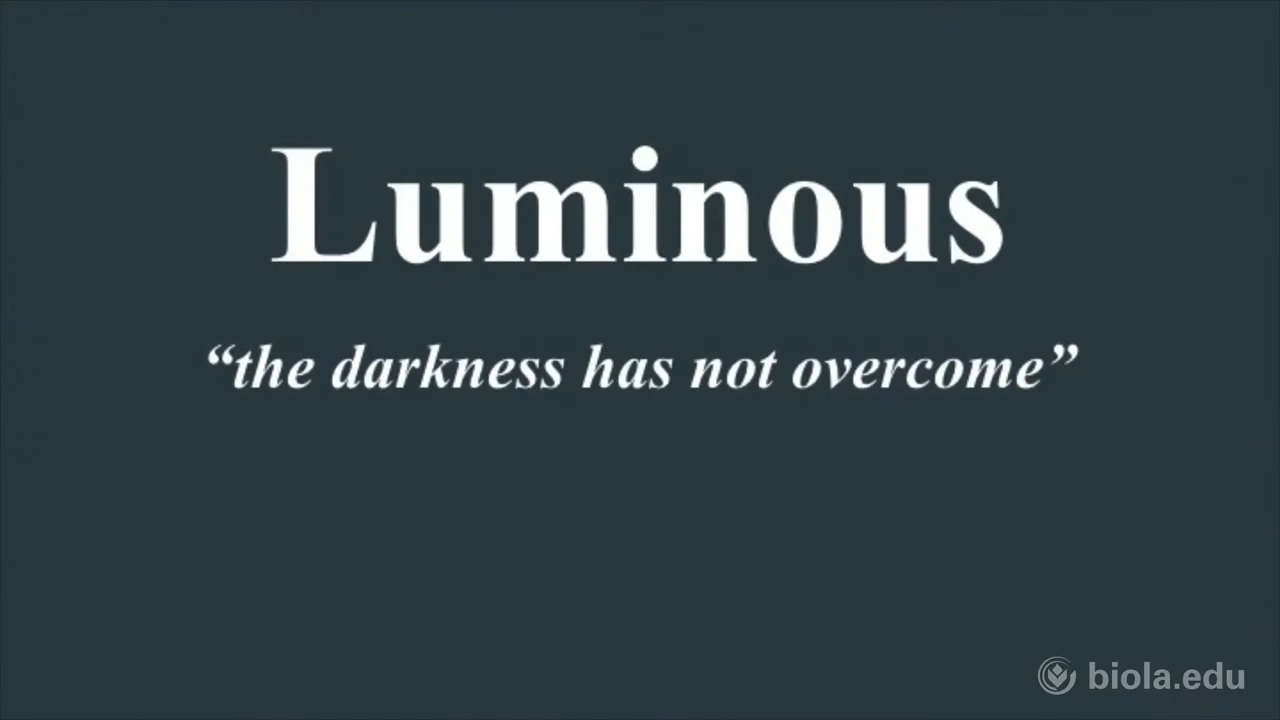 Luminous
“the darkness has not overcome”
biola.edu